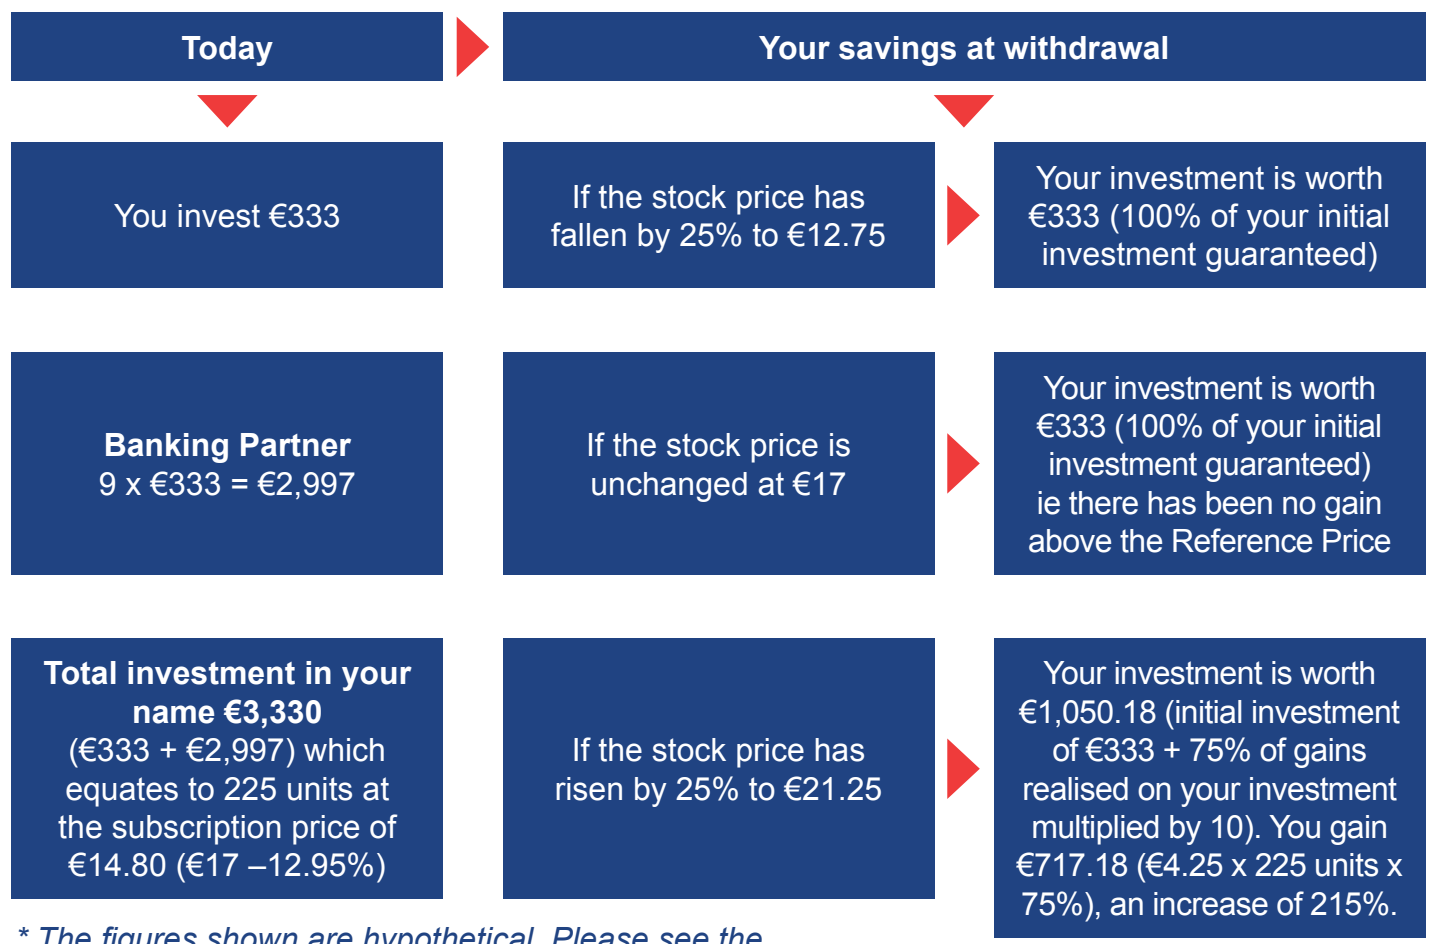 Today
Your savings at withdrawal
You invest €333
If the stock price has
fallen by 25% to €12.75
Your investment is worth
€333 (100% of your initial
investment guaranteed)
Banking Partner
9 x €333 = €2,997
If the stock price is
unchanged at €17
Your investment is worth
€333 (100% of your initial
investment guaranteed)
ie there has been no gain
above the Reference Price
Total investment in your
name €3,330
(€333 + €2,997) which
equates to 225 units at
the subscription price of
€14.80 (€17 –12.95%)
If the stock price has
risen by 25% to €21.25
Your investment is worth
€1,050.18 (initial investment
of €333 + 75% of gains
realised on your investment
multiplied by 10). You gain
€717.18 (€4.25 x 225 units x
75%), an increase of 215%.
* The figures shown are hypothetical. Please see the